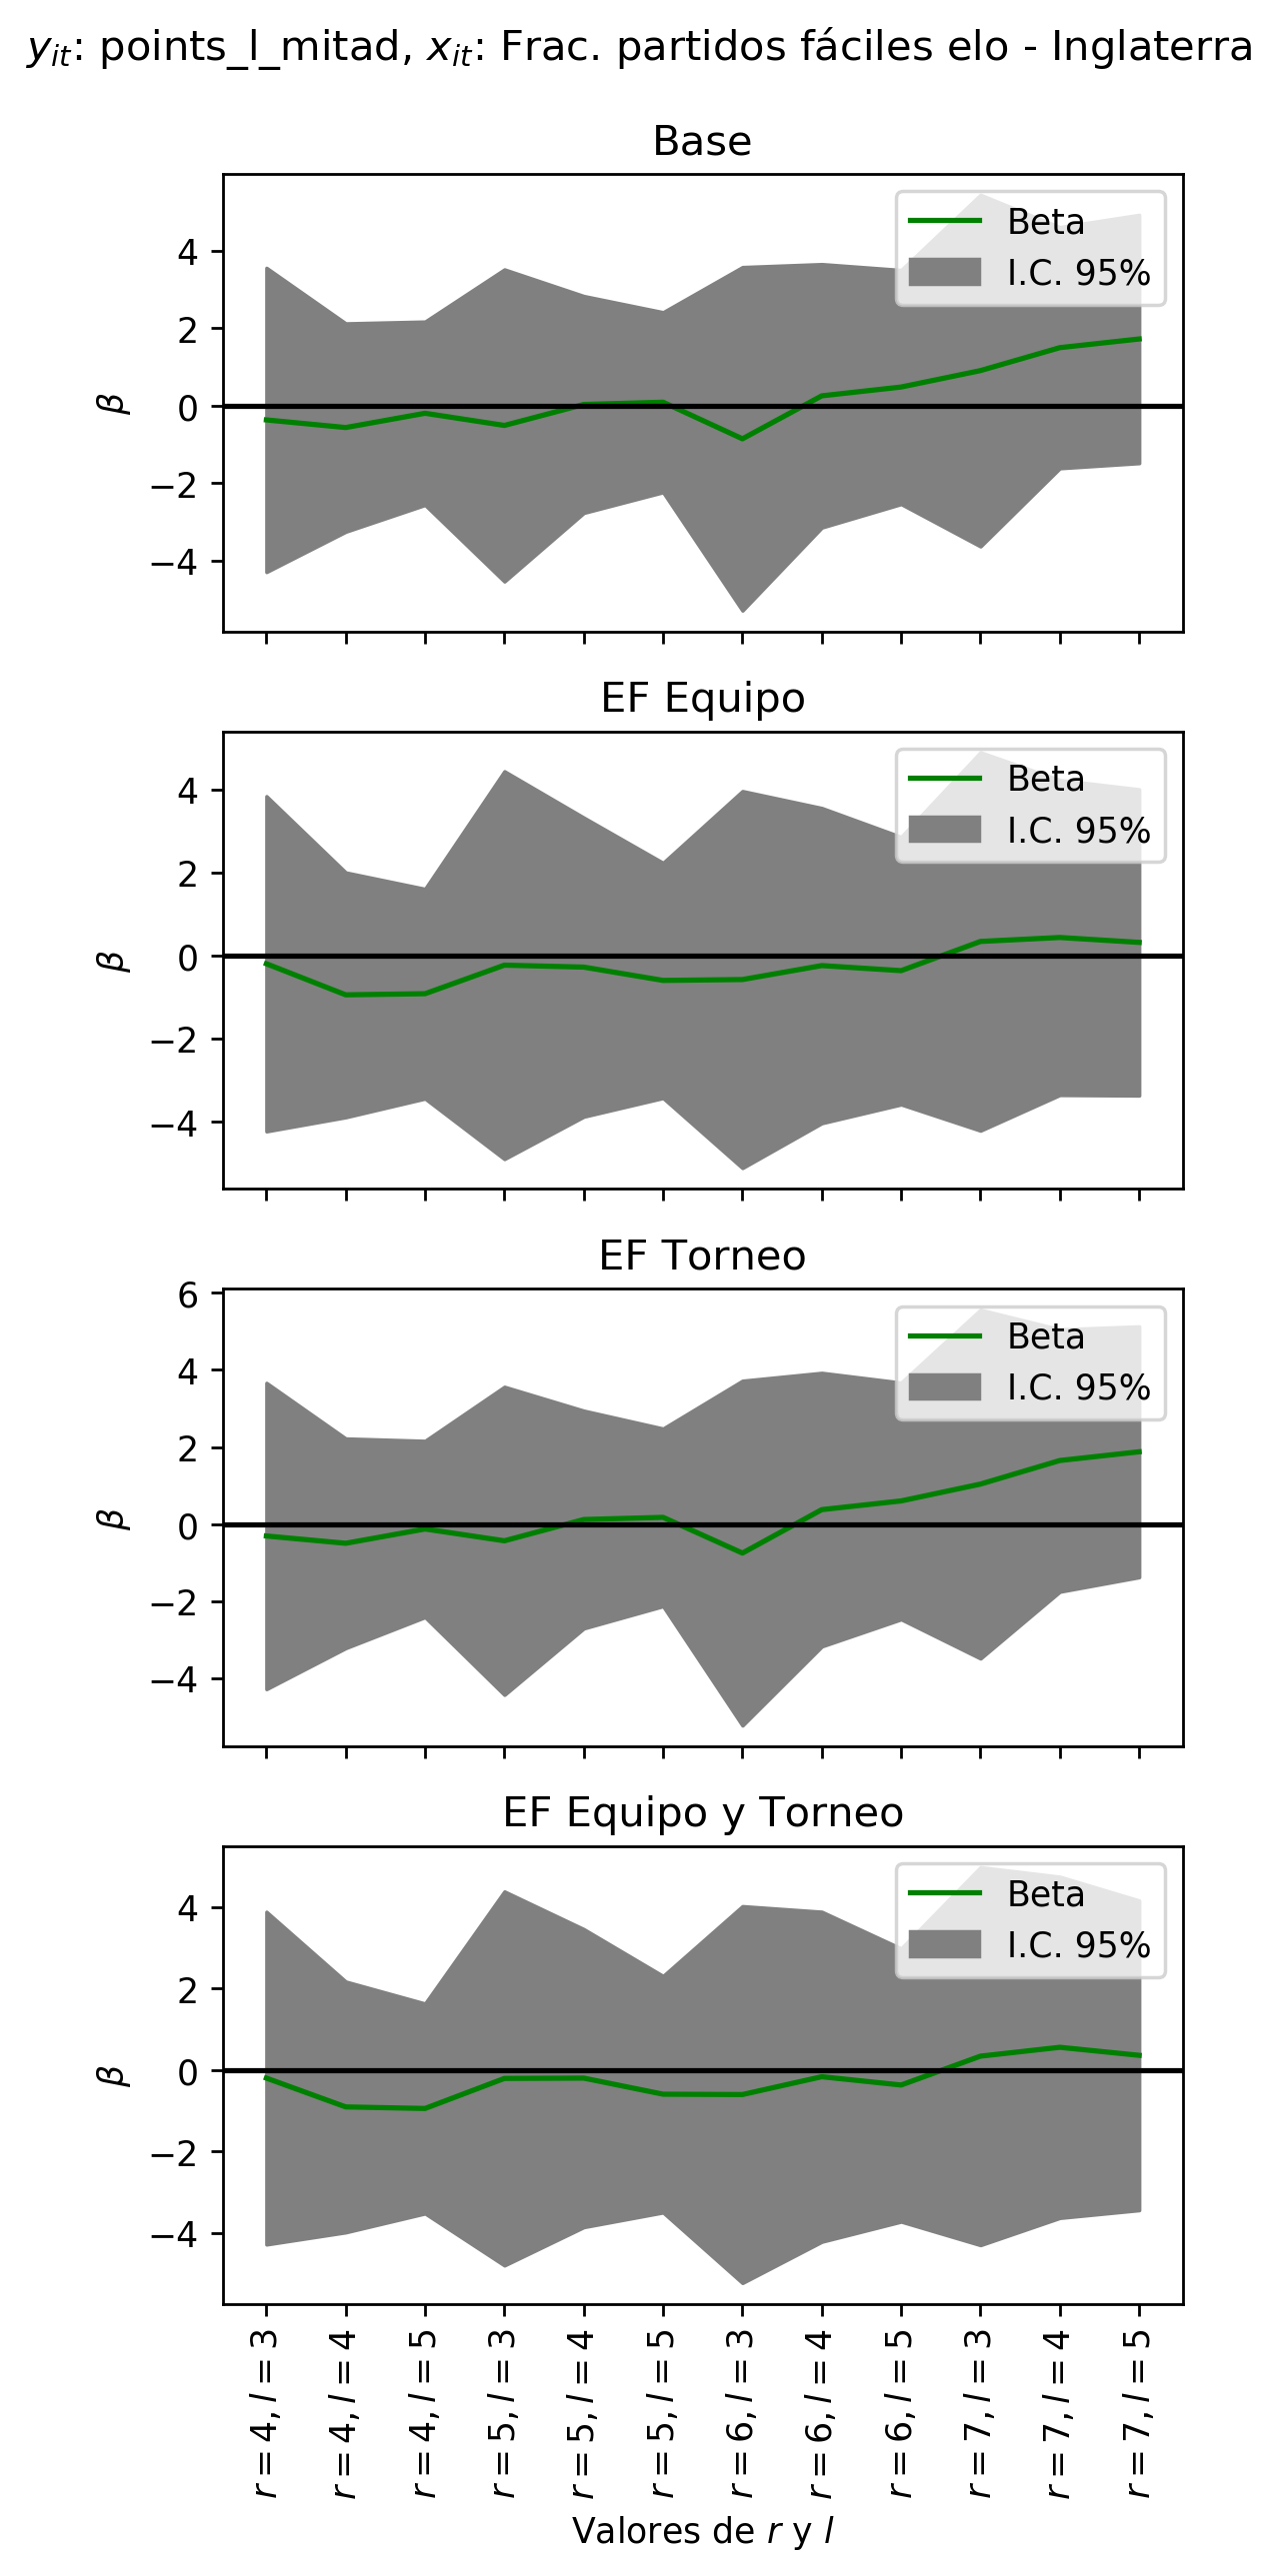 y_it: points_l_mitad, x_it: Frac. partidos fáciles elo - Inglaterra
Base
Beta
I.C. 95%
4
2
0
−2
−4
β
EF Equipo
Beta
I.C. 95%
4
2
0
−2
−4
β
EF Torneo
Beta
I.C. 95%
6
4
2
0
−2
−4
β
EF Equipo y Torneo
Beta
I.C. 95%
4
2
0
−2
−4
β
r = 4, l = 3
r = 4, l = 4
r = 4, l = 5
r = 5, l = 3
r = 5, l = 4
r = 5, l = 5
r = 6, l = 3
r = 6, l = 4
r = 6, l = 5
r = 7, l = 3
r = 7, l = 4
r = 7, l = 5
Valores de r y l